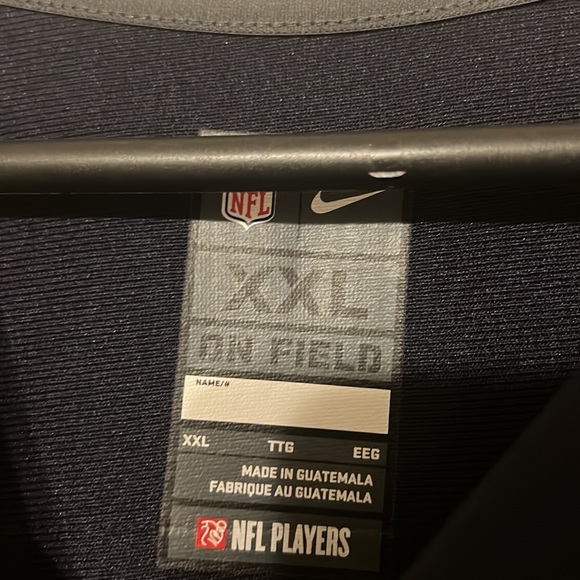 NFL
XXL
ON FIELD
NAME/#
XXL TTG EEG
MADE IN GUATEMALA
FABRIQUE AU GUATEMALA
NFL PLAYERS